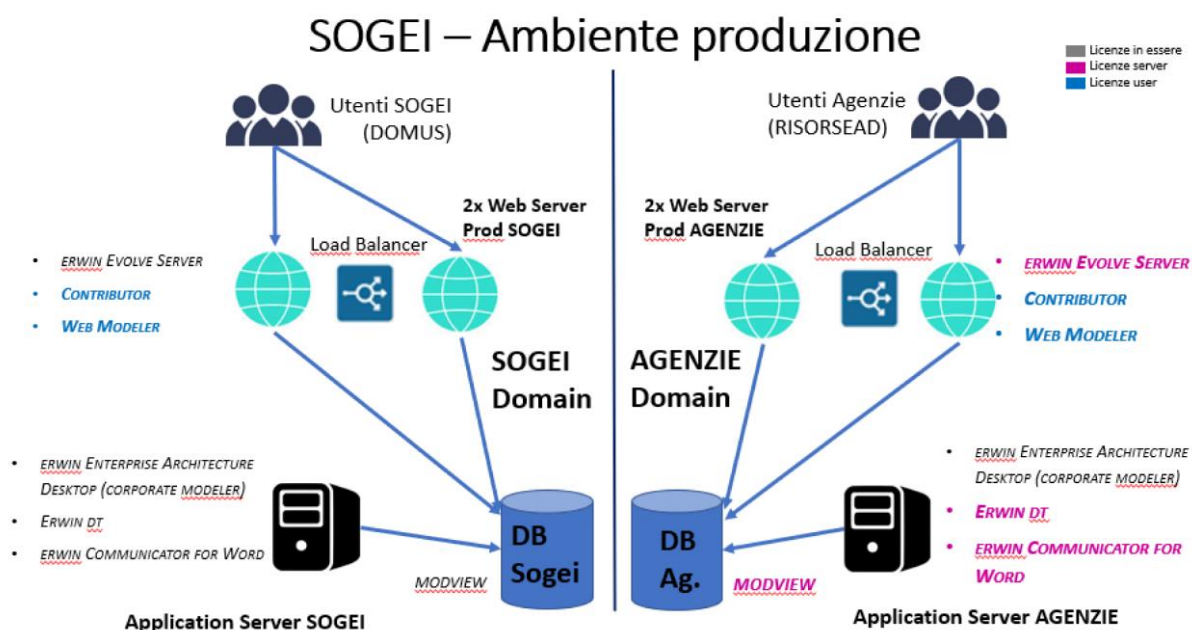 SOGEI – Ambiente produzione
Licenze in essere
Licenze server
Licenze user
Utenti SOGEI
(DOMUS)
2x Web Server
Prod SOGEI
Load Balancer
• ERWIN EVOLVE SERVER
• CONTRIBUTOR
• WEB MODELER
SOGEI
Domain
• ERWIN ENTERPRISE ARCHITECTURE
DESKTOP (CORPORATE MODELER)
• ERWIN DT
• ERWIN COMMUNICATOR FOR WORD
DB
Sogei
MODVIEW
Application Server SOGEI
Utenti Agenzie
(RISORSEAD)
2x Web Server
Prod AGENZIE
Load Balancer
• ERWIN EVOLVE SERVER
• CONTRIBUTOR
• WEB MODELER
AGENZIE
Domain
• ERWIN ENTERPRISE ARCHITECTURE
DESKTOP (CORPORATE MODELER)
• ERWIN DT
• ERWIN COMMUNICATOR FOR
WORD
DB
Ag.
MODVIEW
Application Server AGENZIE